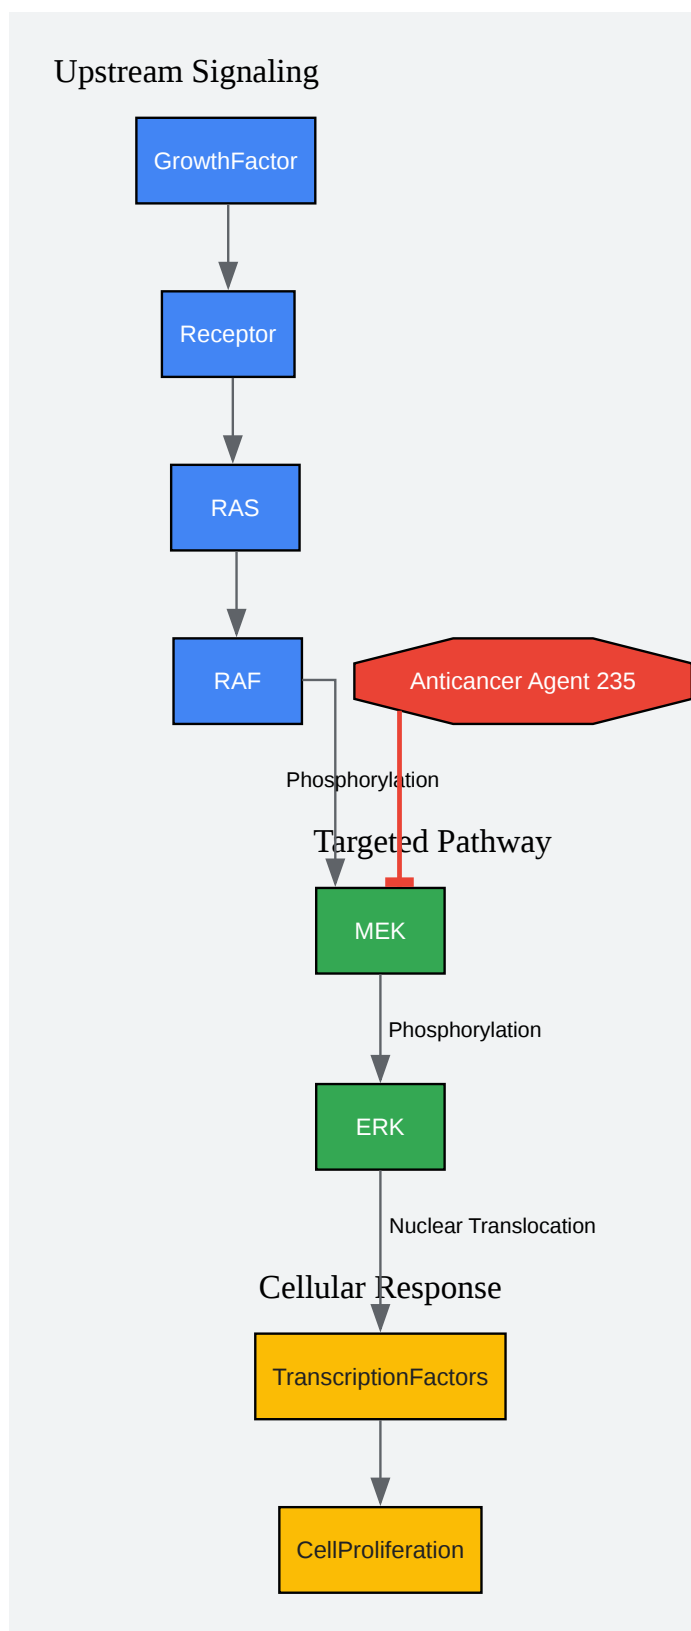 Upstream Signaling
GrowthFactor
Receptor
RAS
RAF
Anticancer Agent 235
Phosphorylation
Targeted Pathway
MEK
Phosphorylation
ERK
Nuclear Translocation
Cellular Response
TranscriptionFactors
CellProliferation